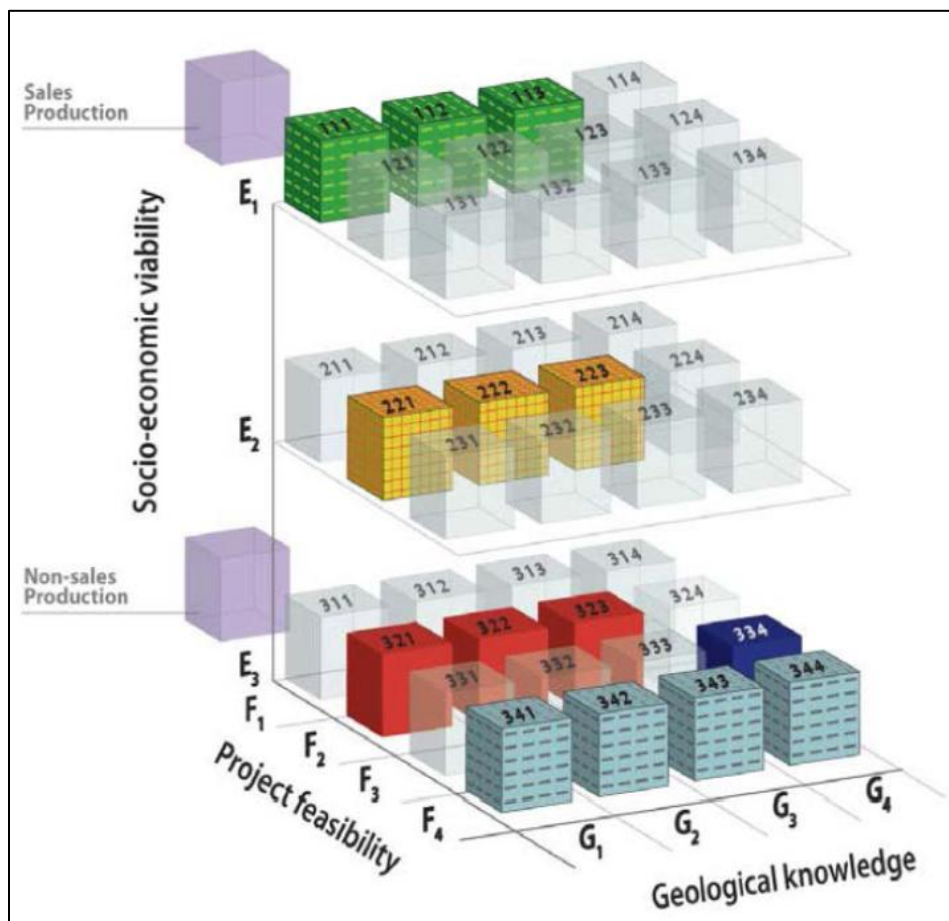 Sales
Production
Socio-economic viability
E1
111
112
113
114
121
122
123
124
131
132
133
134
E2
211
212
213
214
221
222
223
224
231
232
233
234
Non-sales
Production
E3
311
312
313
314
321
322
323
324
331
332
333
334
341
342
343
344
F1
F2
F3
F4
Project feasibility
G1
G2
G3
G4
Geological knowledge